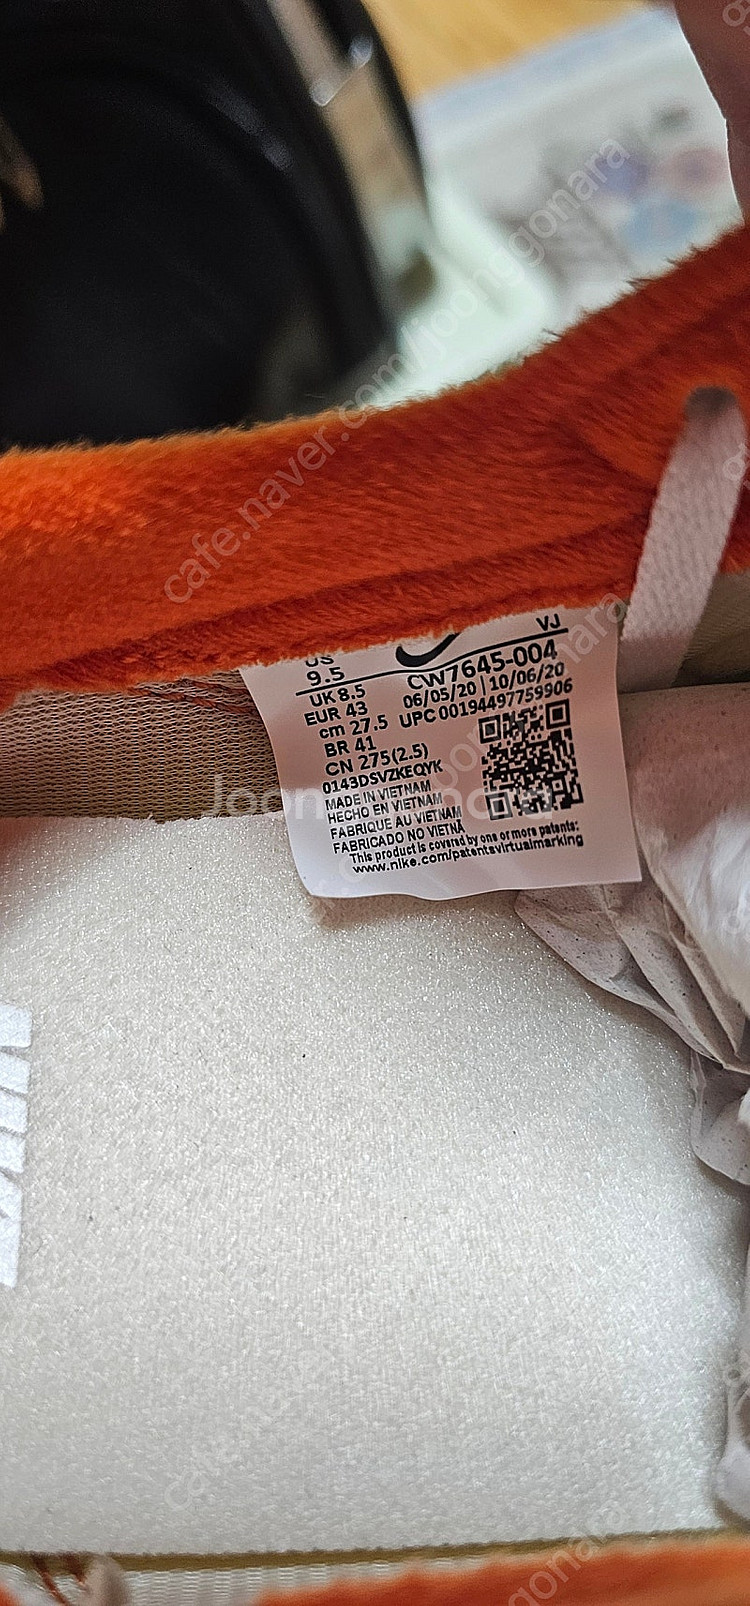 VJ
US
9.5
CW7645-004
UK 8.5
06/05/20 | 10/06/20
EUR 43
UPC 00194497759906
cm 27.5
BR 41
CN 275(2.5)
0143DSVZKEQYK
MADE IN VIETNAM
HECHO EN VIETNAM
FABRIQUE AU VIETNAM
FABRICADO NO VIETNÃ
This product is covered by one or more patents:
www.nike.com/patentsvirtualmarking
cafe.naver.com/joonggonara
Joonggonara